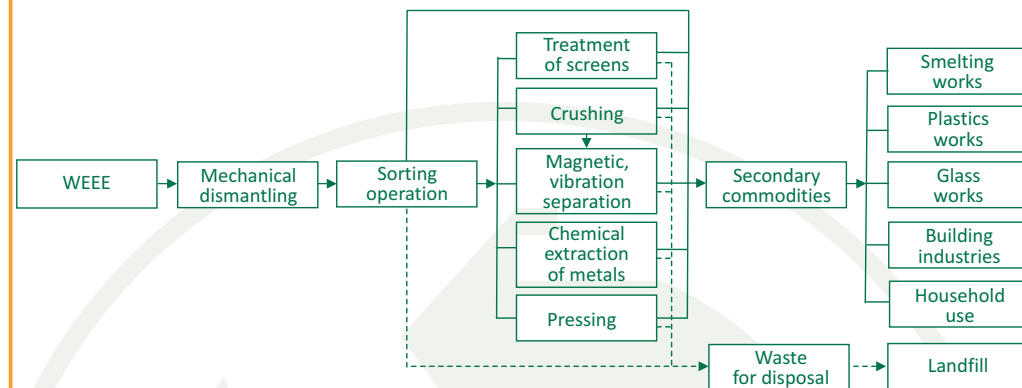 WEEE
Mechanical
dismantling
Sorting
operation
Treatment
of screens
Crushing
Magnetic,
vibration
separation
Chemical
extraction
of metals
Pressing
Secondary
commodities
Waste
for disposal
Smelting
works
Plastics
works
Glass
works
Building
industries
Household
use
Landfill